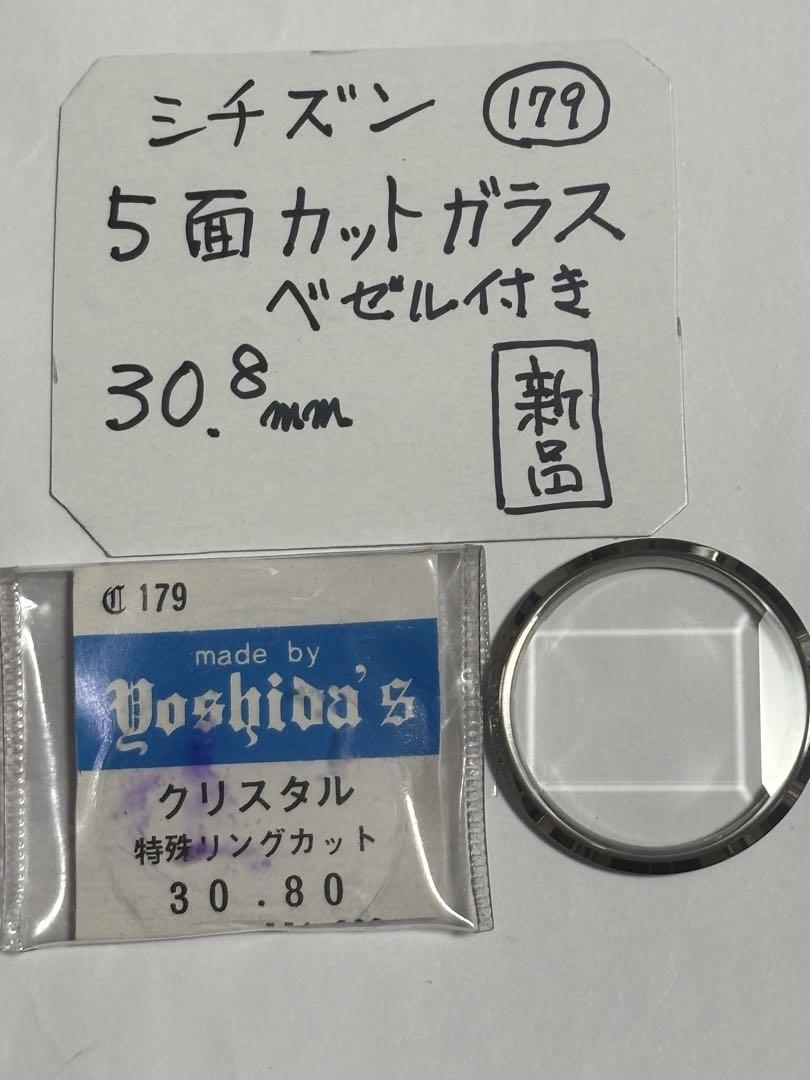 シチズン 179
5面カットガラス
ベゼル付き
30.8mm
新品
C 179
made by
Yoshida's
クリスタル
特殊リングカット
30.80